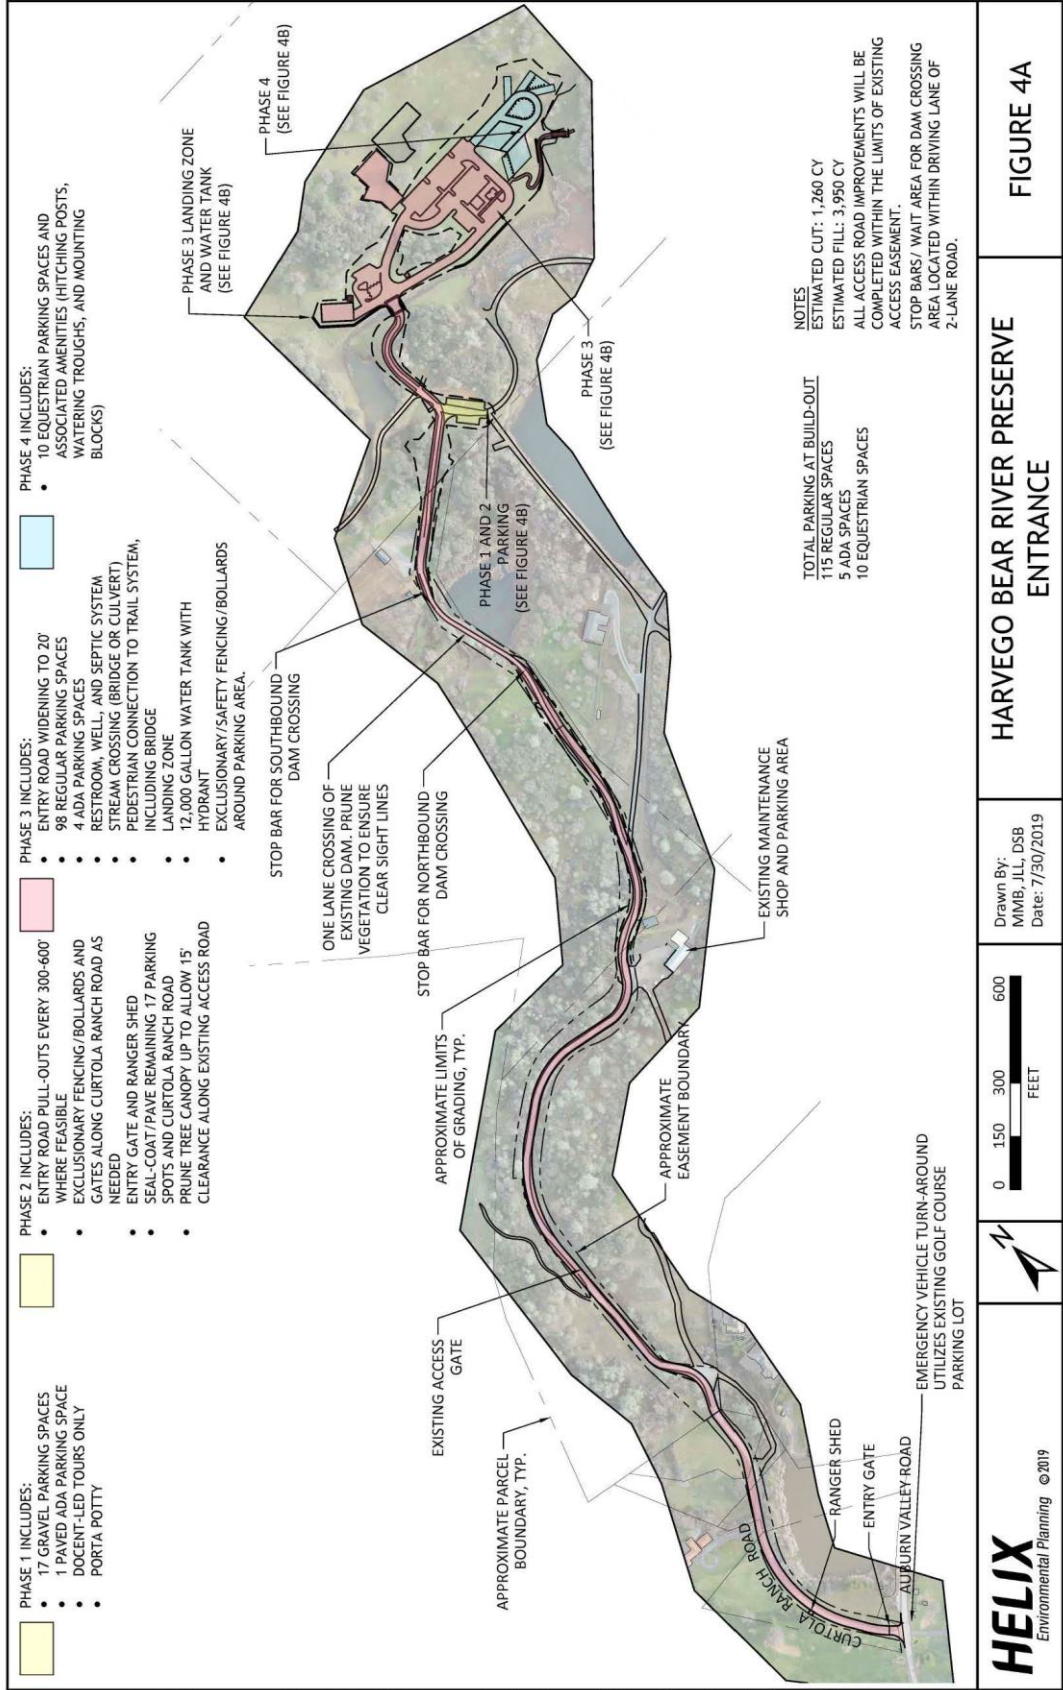 PHASE 1 INCLUDES:
• 17 GRAVEL PARKING SPACES
• 1 PAVED ADA PARKING SPACE
• DOCENT-LED TOURS ONLY
• PORTA POTTY
PHASE 2 INCLUDES:
• ENTRY ROAD PULL-OUTS EVERY 300-600'
WHERE FEASIBLE
• EXCLUSIONARY FENCING/BOLLARDS AND
GATES ALONG CURTOLA RANCH ROAD AS
NEEDED
• ENTRY GATE AND RANGER SHED
• SEAL-COAT/PAVE REMAINING 17 PARKING
SPOTS AND CURTOLA RANCH ROAD
• PRUNE TREE CANOPY UP TO ALLOW 15'
CLEARANCE ALONG EXISTING ACCESS ROAD
PHASE 3 INCLUDES:
• ENTRY ROAD WIDENING TO 20'
• 98 REGULAR PARKING SPACES
• 4 ADA PARKING SPACES
• RESTROOM, WELL, AND SEPTIC SYSTEM
• STREAM CROSSING (BRIDGE OR CULVERT)
• PEDESTRIAN CONNECTION TO TRAIL SYSTEM,
INCLUDING BRIDGE
• LANDING ZONE
• 12,000 GALLON WATER TANK WITH
HYDRANT
• EXCLUSIONARY/SAFETY FENCING/BOLLARDS
AROUND PARKING AREA.
PHASE 4 INCLUDES:
• 10 EQUESTRIAN PARKING SPACES AND
ASSOCIATED AMENITIES (HITCHING POSTS,
WATERING TROUGHS, AND MOUNTING
BLOCKS)
PHASE 3 LANDING ZONE
AND WATER TANK
(SEE FIGURE 4B)
PHASE 4
(SEE FIGURE 4B)
STOP BAR FOR SOUTHBOUND
DAM CROSSING
ONE LANE CROSSING OF
EXISTING DAM. PRUNE
VEGETATION TO ENSURE
CLEAR SIGHT LINES
STOP BAR FOR NORTHBOUND
DAM CROSSING
APPROXIMATE LIMITS
OF GRADING, TYP.
EXISTING ACCESS
GATE
APPROXIMATE PARCEL
BOUNDARY, TYP.
PHASE 1 AND 2
PARKING
(SEE FIGURE 4B)
PHASE 3
(SEE FIGURE 4B)
EXISTING MAINTENANCE
SHOP AND PARKING AREA
APPROXIMATE
EASEMENT BOUNDARY
CURTOLA RANCH ROAD
RANGER SHED
ENTRY GATE
AUBURN VALLEY ROAD
EMERGENCY VEHICLE TURN-AROUND
UTILIZES EXISTING GOLF COURSE
PARKING LOT
TOTAL PARKING AT BUILD-OUT
115 REGULAR SPACES
5 ADA SPACES
10 EQUESTRIAN SPACES
NOTES
ESTIMATED CUT: 1,260 CY
ESTIMATED FILL: 3,950 CY
ALL ACCESS ROAD IMPROVEMENTS WILL BE
COMPLETED WITHIN THE LIMITS OF EXISTING
ACCESS EASEMENT.
STOP BARS/ WAIT AREA FOR DAM CROSSING
AREA LOCATED WITHIN DRIVING LANE OF
2-LANE ROAD.
HELIX
Environmental Planning ©2019
N
0 150 300 600
FEET
Drawn By:
MMB, JLL, DSB
Date: 7/30/2019
HARVEGO BEAR RIVER PRESERVE
ENTRANCE
FIGURE 4A